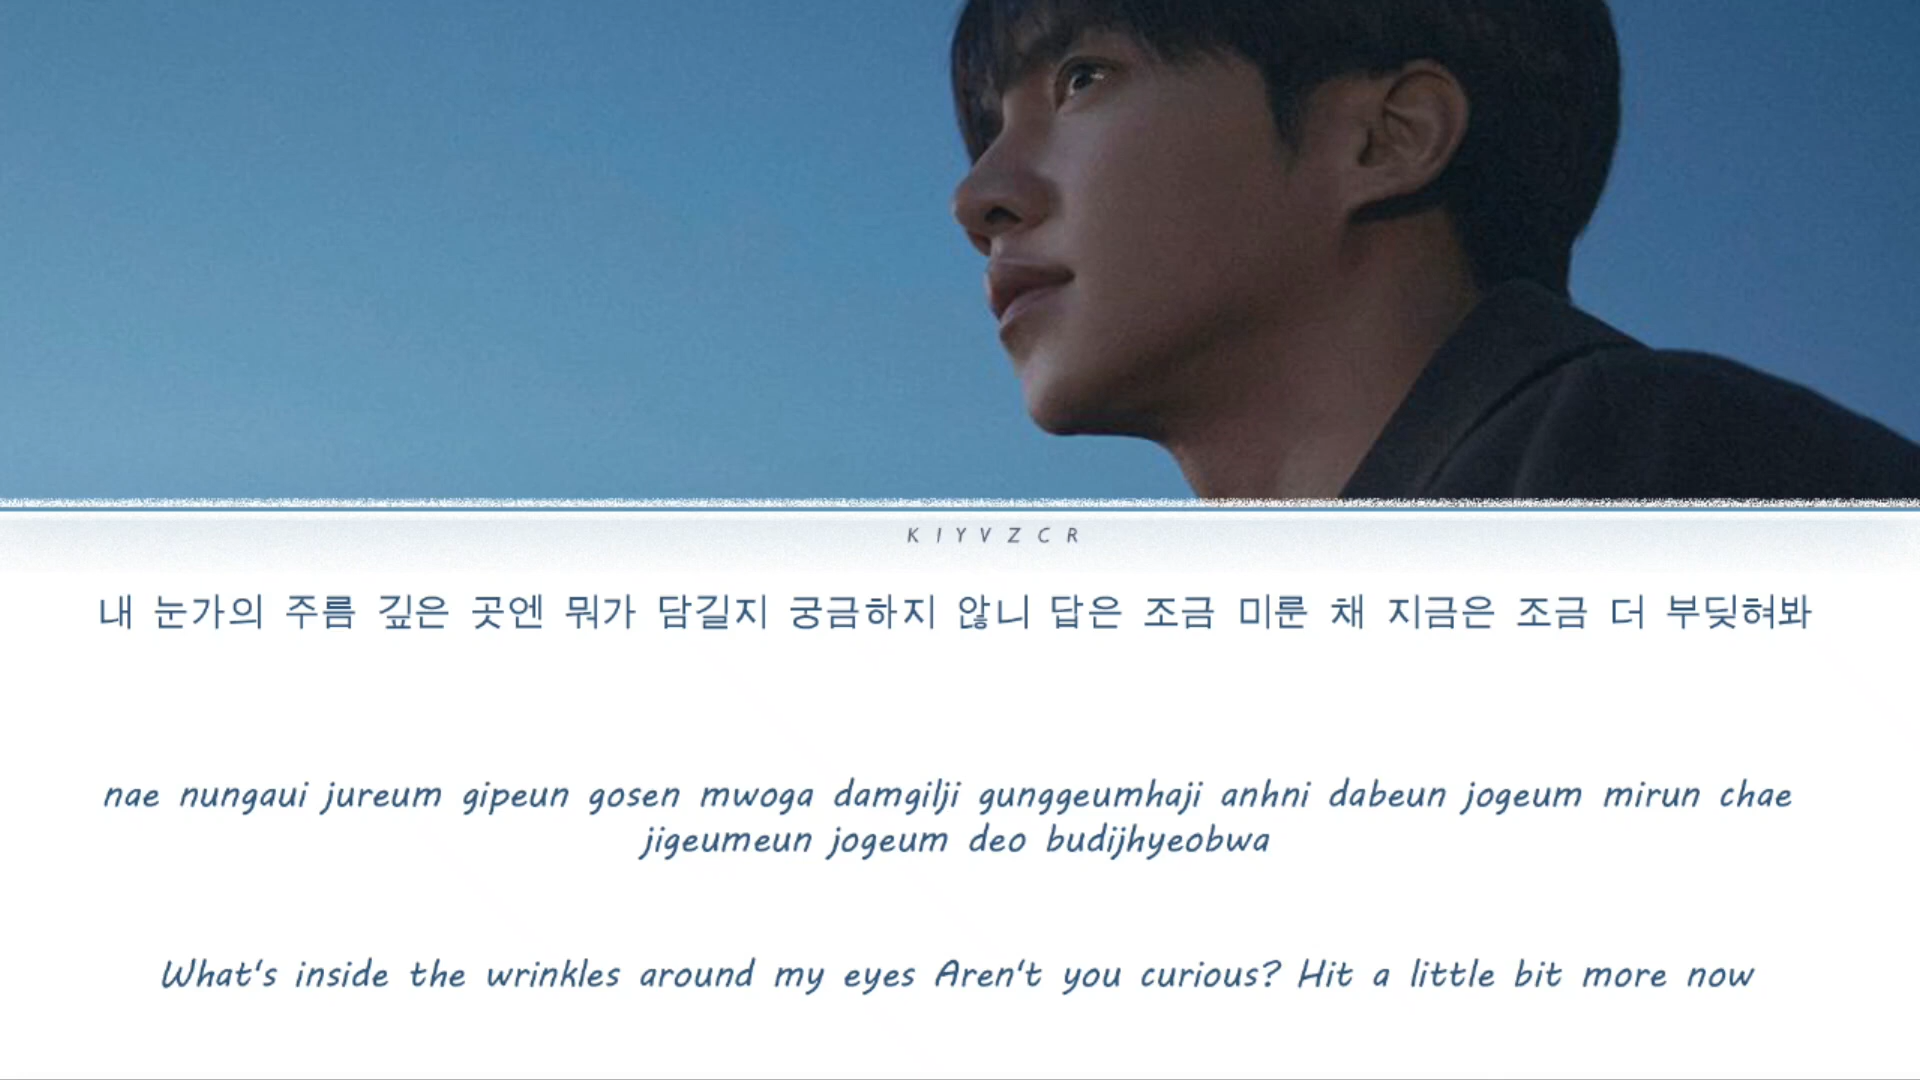 K I Y V Z C R
내 눈가의 주름 깊은 곳엔 뭐가 담길지 궁금하지 않니 답은 조금 미룬 채 지금은 조금 더 부딪혀봐
nae nungaui jureum gipeun gosen mwoga damgilji gunggeumhaji anhni dabeun jogeum mirun chae
jigeumeun jogeum deo budijhyeobwa
What's inside the wrinkles around my eyes Aren't you curious? Hit a little bit more now